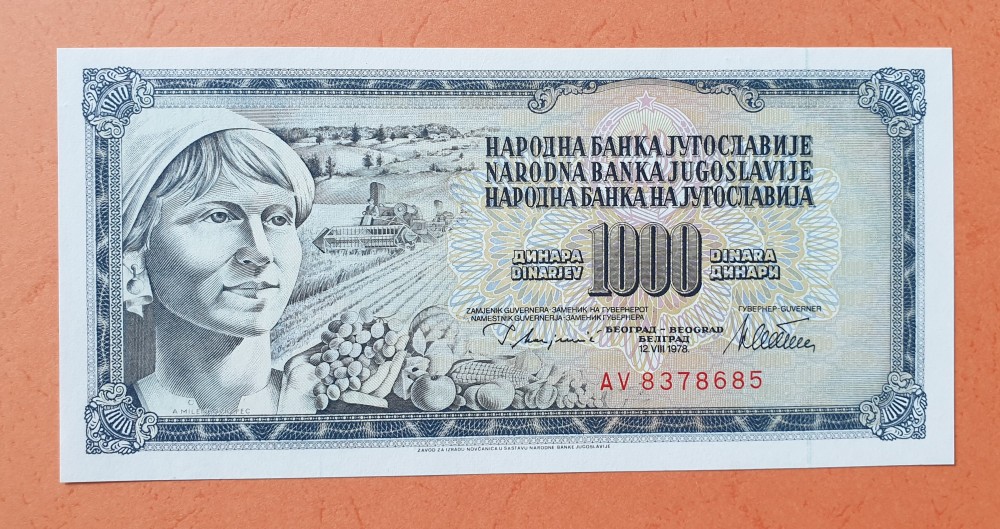 НАРОДНА БАНКА ЈУГОСЛАВИЈЕ
NARODNA BANKA JUGOSLAVIJE
НАРОДНА БАНКА НА ЈУГОСЛАВИЈА
ДИНАРА 1000 DINARA
DINARJEV ДИНАРИ
ZAMJENIK GUVERNERA · ЗАМЕНИК НА ГУВЕРНЕРОТ ГУВЕРНЕР · GUVERNER
NAMESTNIK GUVERNERJA · ЗАМЕНИК ГУВЕРНЕРА
БЕОГРАД – BEOGRAD
БЕЛГРАД
12. VIII 1978.
AV 8378685
ZAVOD ZA IZRADU NOVČANICA U SASTAVU NARODNE BANKE JUGOSLAVIJE